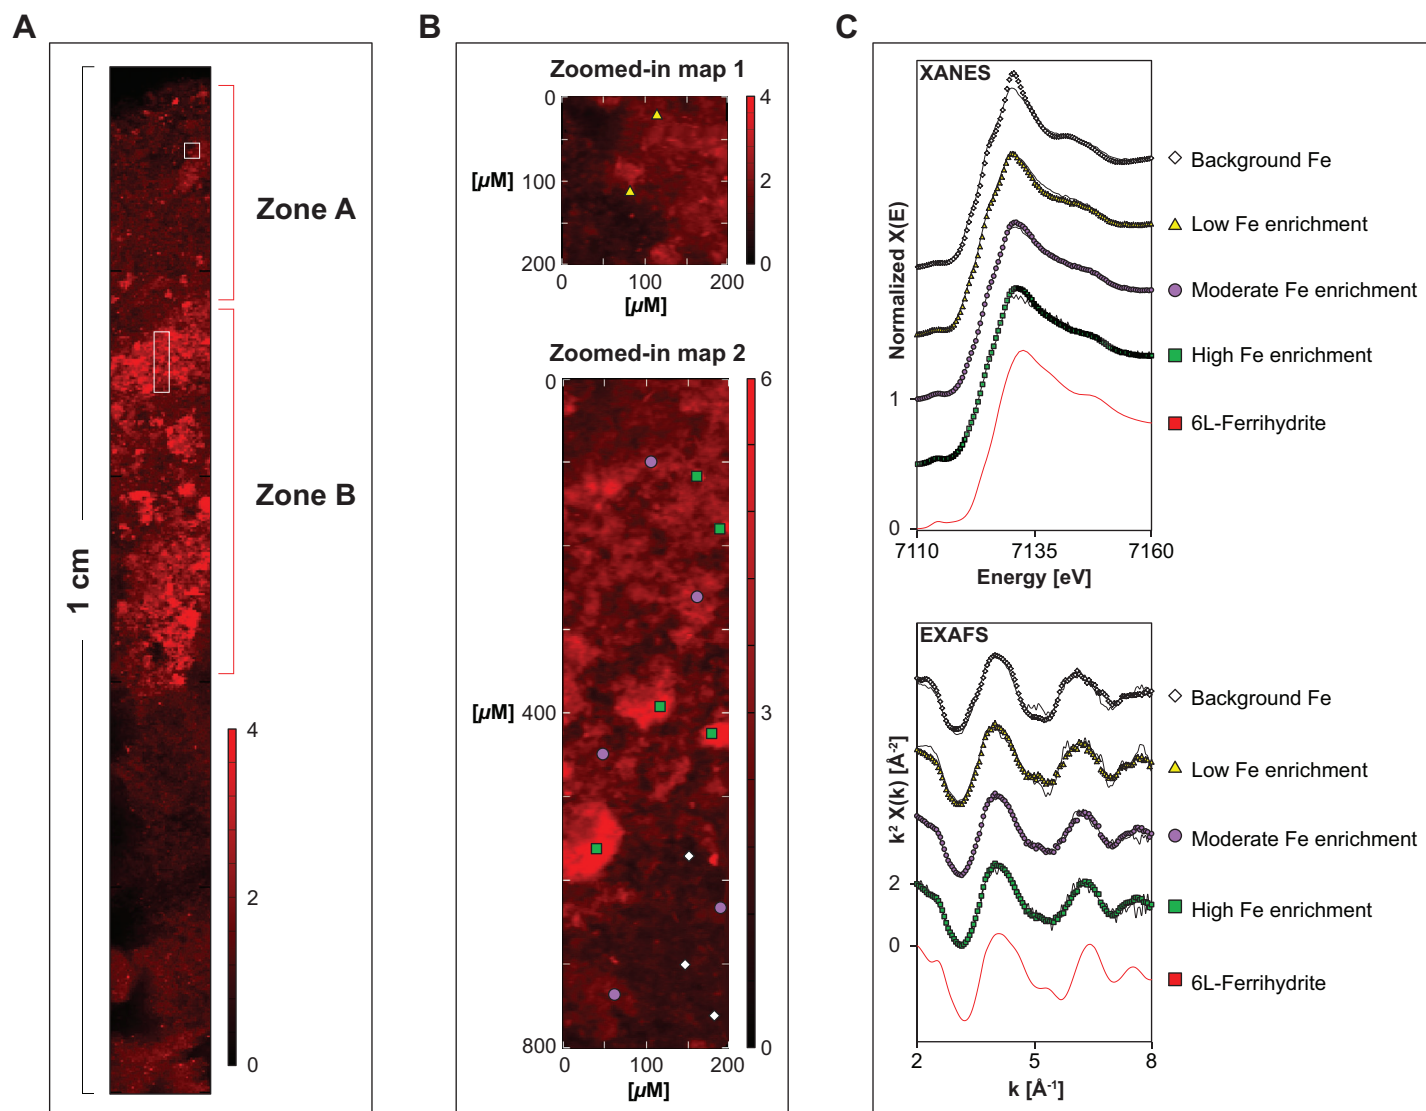 A
B
C
1 cm
Zone A
Zone B
4
2
0
Zoomed-in map 1
0
[µM]
100
200
0
100
200
[µM]
4
2
0
Zoomed-in map 2
0
[µM]
400
800
0
100
200
[µM]
6
3
0
XANES
Normalized X(E)
1
0
7110
7135
7160
Energy [eV]
Background Fe
Low Fe enrichment
Moderate Fe enrichment
High Fe enrichment
6L-Ferrihydrite
EXAFS
k² X(k) [Å⁻²]
2
0
2
5
8
k [Å⁻¹]
Background Fe
Low Fe enrichment
Moderate Fe enrichment
High Fe enrichment
6L-Ferrihydrite